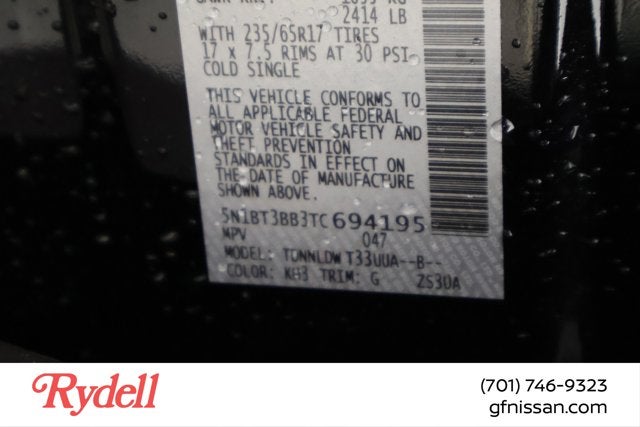 2414 LB
WITH 235/65R17 TIRES
17 x 7.5 RIMS AT 30 PSI
COLD SINGLE
THIS VEHICLE CONFORMS TO
ALL APPLICABLE FEDERAL
MOTOR VEHICLE SAFETY AND
THEFT PREVENTION
STANDARDS IN EFFECT ON
THE DATE OF MANUFACTURE
SHOWN ABOVE.
5N1BT3BB3TC694195
MPV 047
MODEL: TDNNLDW T33UUA--B--
COLOR: KG3 TRIM: G ZS30A
Rydell
(701) 746-9323
gfnissan.com